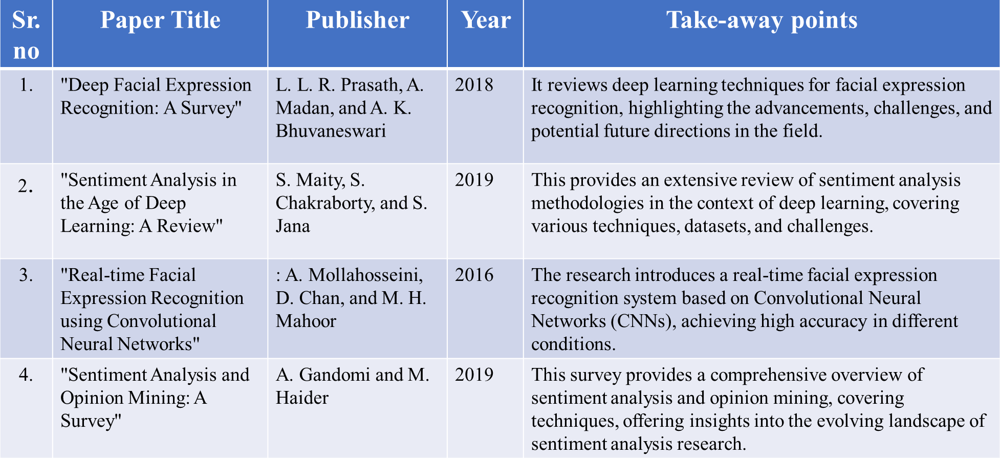 Sr. no
Paper Title
Publisher
Year
Take-away points
1.
"Deep Facial Expression
Recognition: A Survey"
L. L. R. Prasath, A.
Madan, and A. K.
Bhuvaneswari
2018
It reviews deep learning techniques for facial expression
recognition, highlighting the advancements, challenges, and
potential future directions in the field.
2.
"Sentiment Analysis in
the Age of Deep
Learning: A Review"
S. Maity, S.
Chakraborty, and S.
Jana
2019
This provides an extensive review of sentiment analysis
methodologies in the context of deep learning, covering
various techniques, datasets, and challenges.
3.
"Real-time Facial
Expression Recognition
using Convolutional
Neural Networks"
: A. Mollahosseini,
D. Chan, and M. H.
Mahoor
2016
The research introduces a real-time facial expression
recognition system based on Convolutional Neural
Networks (CNNs), achieving high accuracy in different
conditions.
4.
"Sentiment Analysis and
Opinion Mining: A
Survey"
A. Gandomi and M.
Haider
2019
This survey provides a comprehensive overview of
sentiment analysis and opinion mining, covering
techniques, offering insights into the evolving landscape of
sentiment analysis research.